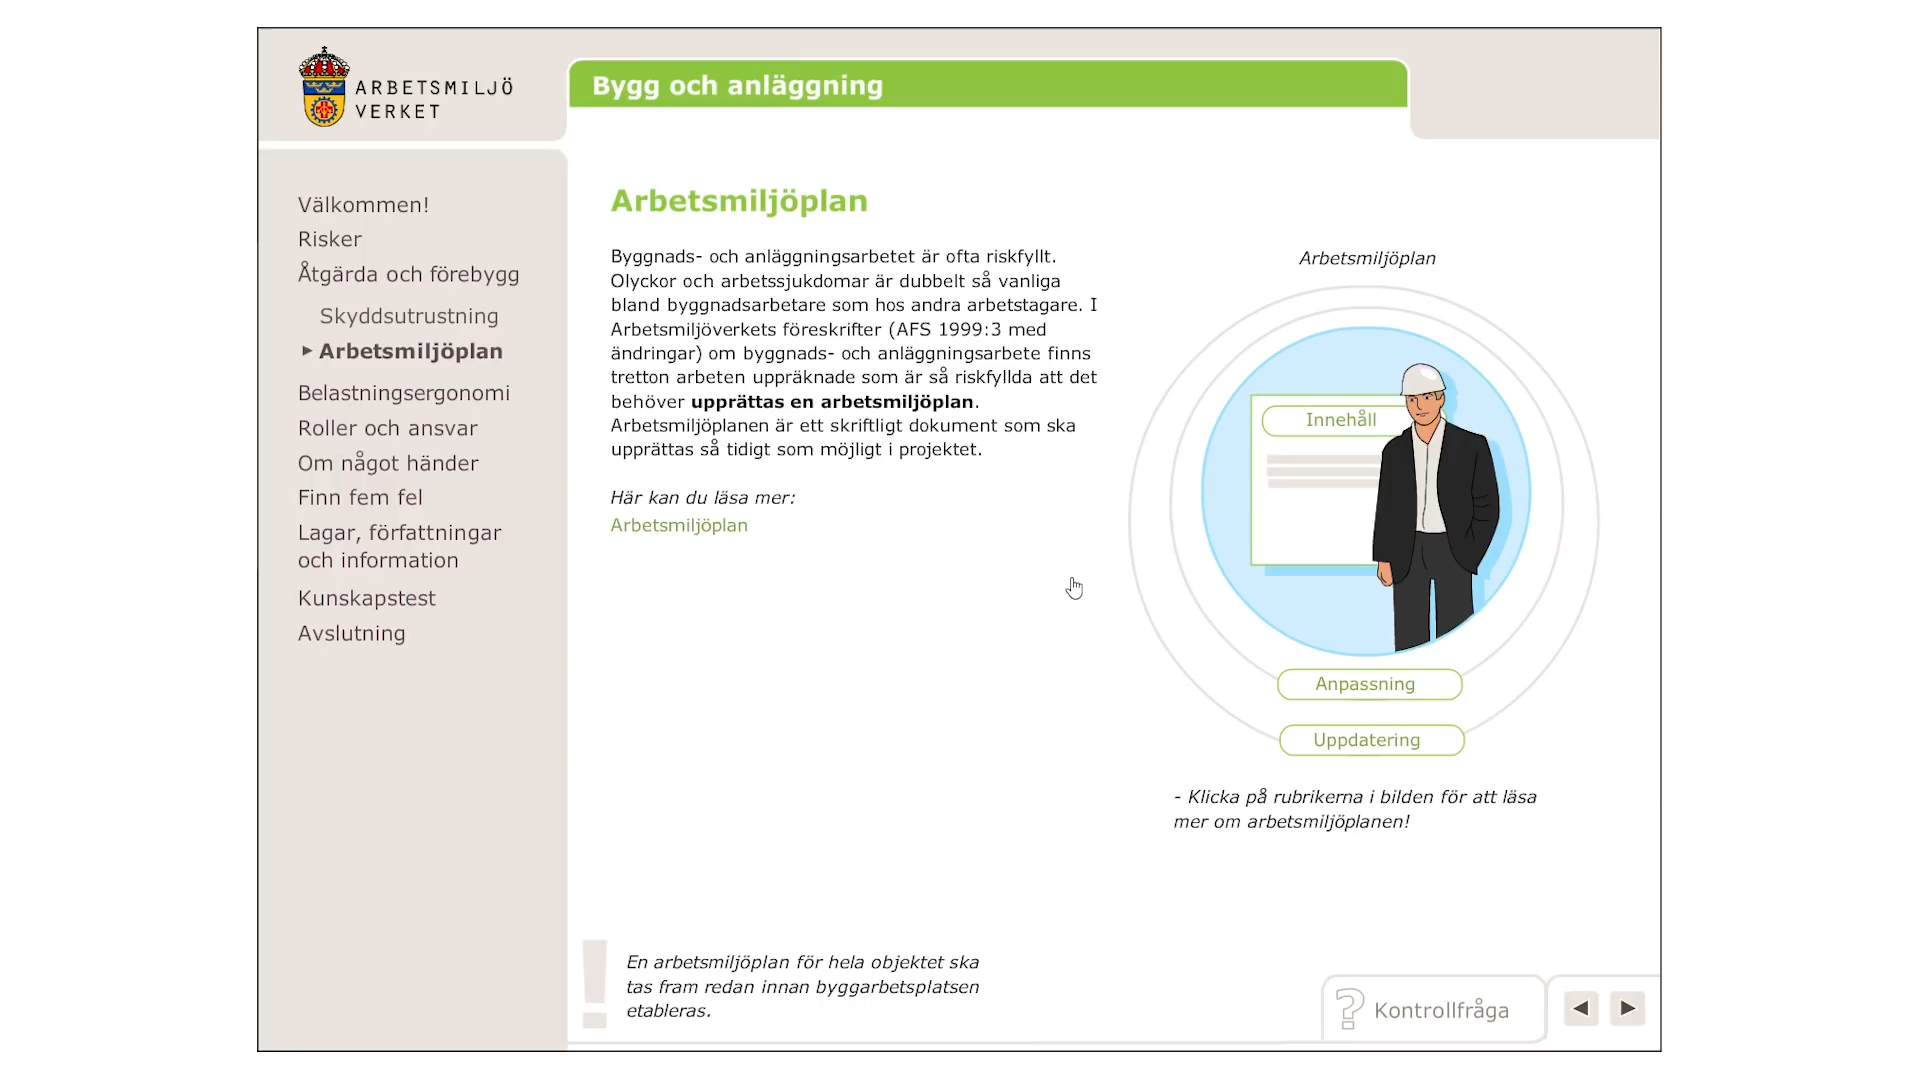 ARBETSMILJÖ
VERKET
Bygg och anläggning
Välkommen!
Risker
Åtgärda och förebygg
Skyddsutrustning
Arbetsmiljöplan
Belastningsergonomi
Roller och ansvar
Om något händer
Finn fem fel
Lagar, författningar
och information
Kunskapstest
Avslutning
Arbetsmiljöplan
Byggnads- och anläggningsarbetet är ofta riskfyllt.
Olyckor och arbetssjukdomar är dubbelt så vanliga
bland byggnadsarbetare som hos andra arbetstagare. I
Arbetsmiljöverkets föreskrifter (AFS 1999:3 med
ändringar) om byggnads- och anläggningsarbete finns
tretton arbeten uppräknade som är så riskfyllda att det
behöver upprättas en arbetsmiljöplan.
Arbetsmiljöplanen är ett skriftligt dokument som ska
upprättas så tidigt som möjligt i projektet.
Här kan du läsa mer:
Arbetsmiljöplan
Arbetsmiljöplan
Innehåll
Anpassning
Uppdatering
- Klicka på rubrikerna i bilden för att läsa
mer om arbetsmiljöplanen!
! En arbetsmiljöplan för hela objektet ska
tas fram redan innan byggarbetsplatsen
etableras.
? Kontrollfråga